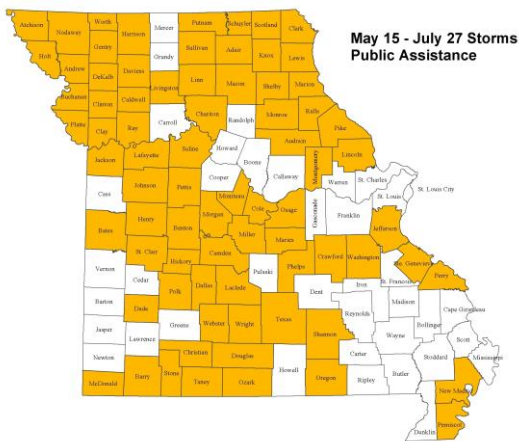 May 15 - July 27 Storms
Public Assistance
Atchison
Nodaway
Worth
Harrison
Mercer
Putnam
Schuyler
Scotland
Clark
Holt
Gentry
Grundy
Sullivan
Adair
Knox
Lewis
Andrew
DeKalb
Daviess
Livingston
Linn
Macon
Shelby
Marion
Buchanan
Clinton
Caldwell
Carroll
Chariton
Randolph
Monroe
Ralls
Pike
Platte
Clay
Ray
Saline
Howard
Boone
Audrain
Callaway
Montgomery
Lincoln
Jackson
Lafayette
Cooper
Warren
St. Charles
St. Louis
St. Louis City
Cass
Johnson
Pettis
Moniteau
Cole
Osage
Gasconade
Franklin
Jefferson
Bates
Henry
Benton
Morgan
Miller
Maries
Crawford
Washington
Ste. Genevieve
Perry
Vernon
St. Clair
Hickory
Camden
Pulaski
Phelps
Dent
Iron
St. Francois
Madison
Cape Girardeau
Barton
Cedar
Polk
Dallas
Laclede
Texas
Reynolds
Bollinger
Scott
Jasper
Dade
Greene
Webster
Wright
Shannon
Wayne
Stoddard
Mississippi
Newton
Lawrence
Christian
Douglas
Howell
Carter
Butler
McDonald
Barry
Stone
Taney
Ozark
Oregon
Ripley
New Madrid
Dunklin
Pemiscot